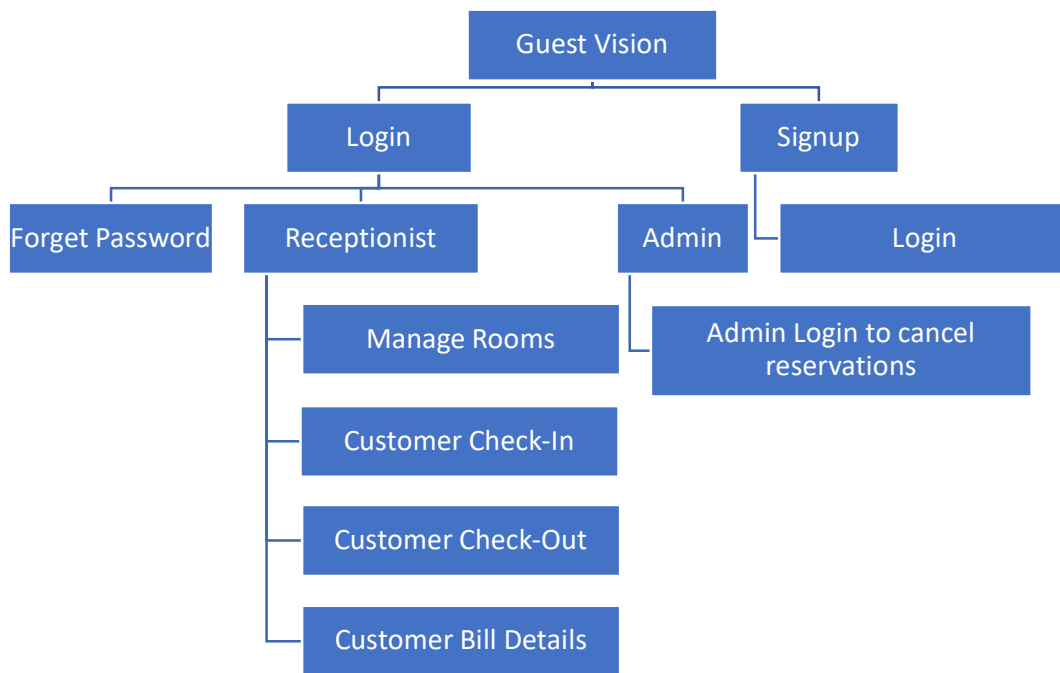 Guest Vision
Login
Signup
Forget Password
Receptionist
Admin
Login
Manage Rooms
Admin Login to cancel
reservations
Customer Check-In
Customer Check-Out
Customer Bill Details